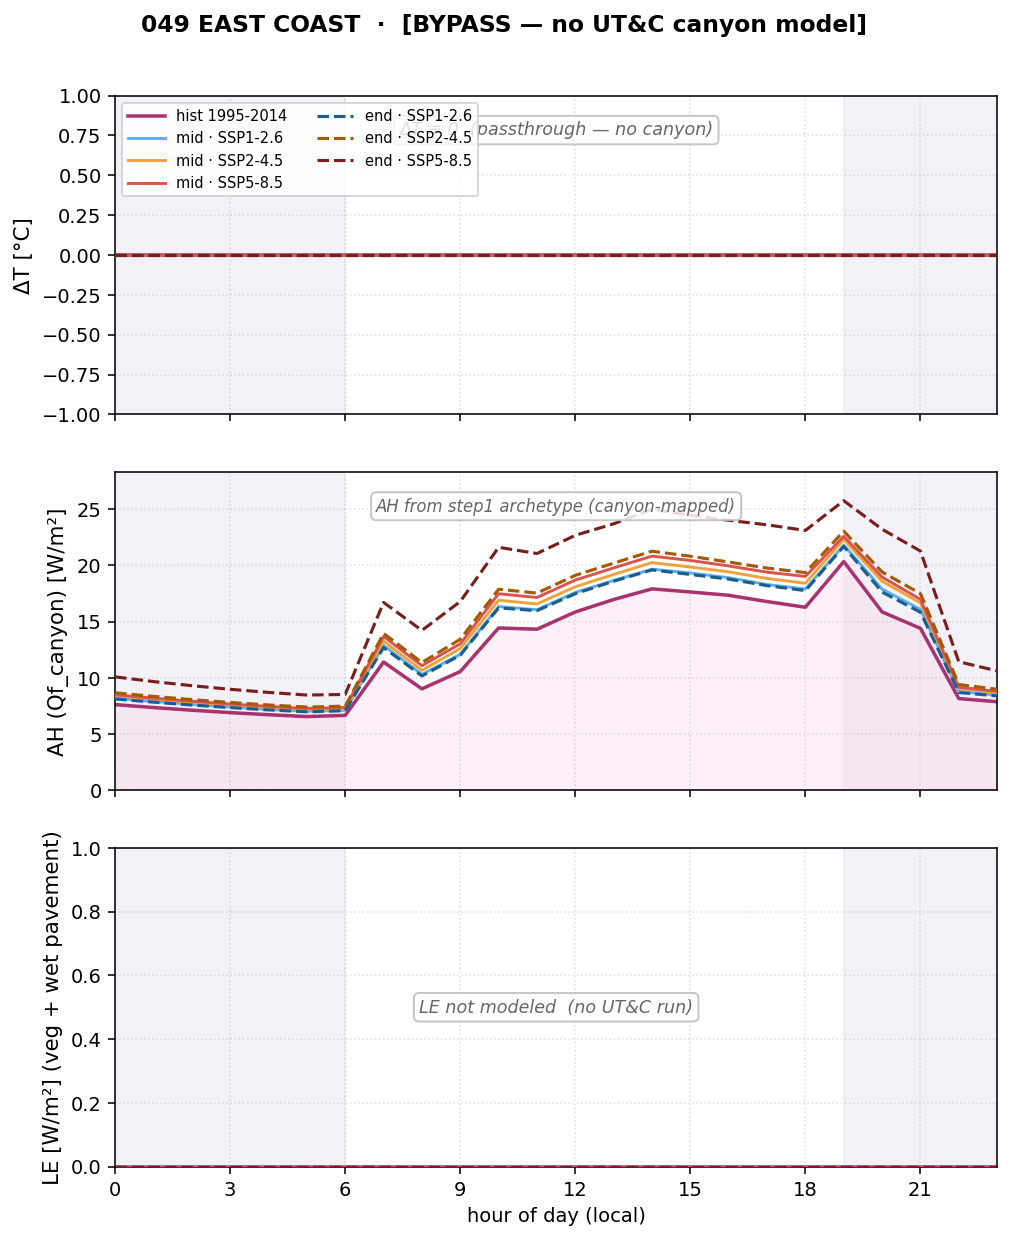 049 EAST COAST · [BYPASS — no UT&C canyon model]
hist 1995-2014
mid · SSP1-2.6
mid · SSP2-4.5
mid · SSP5-8.5
end · SSP1-2.6
end · SSP2-4.5
end · SSP5-8.5
(passthrough — no canyon)
ΔT [°C]
1.00
0.75
0.50
0.25
0.00
−0.25
−0.50
−0.75
−1.00
AH from step1 archetype (canyon-mapped)
AH (Qf_canyon) [W/m²]
25
20
15
10
5
0
LE not modeled (no UT&C run)
LE [W/m²] (veg + wet pavement)
1.0
0.8
0.6
0.4
0.2
0.0
0 3 6 9 12 15 18 21
hour of day (local)